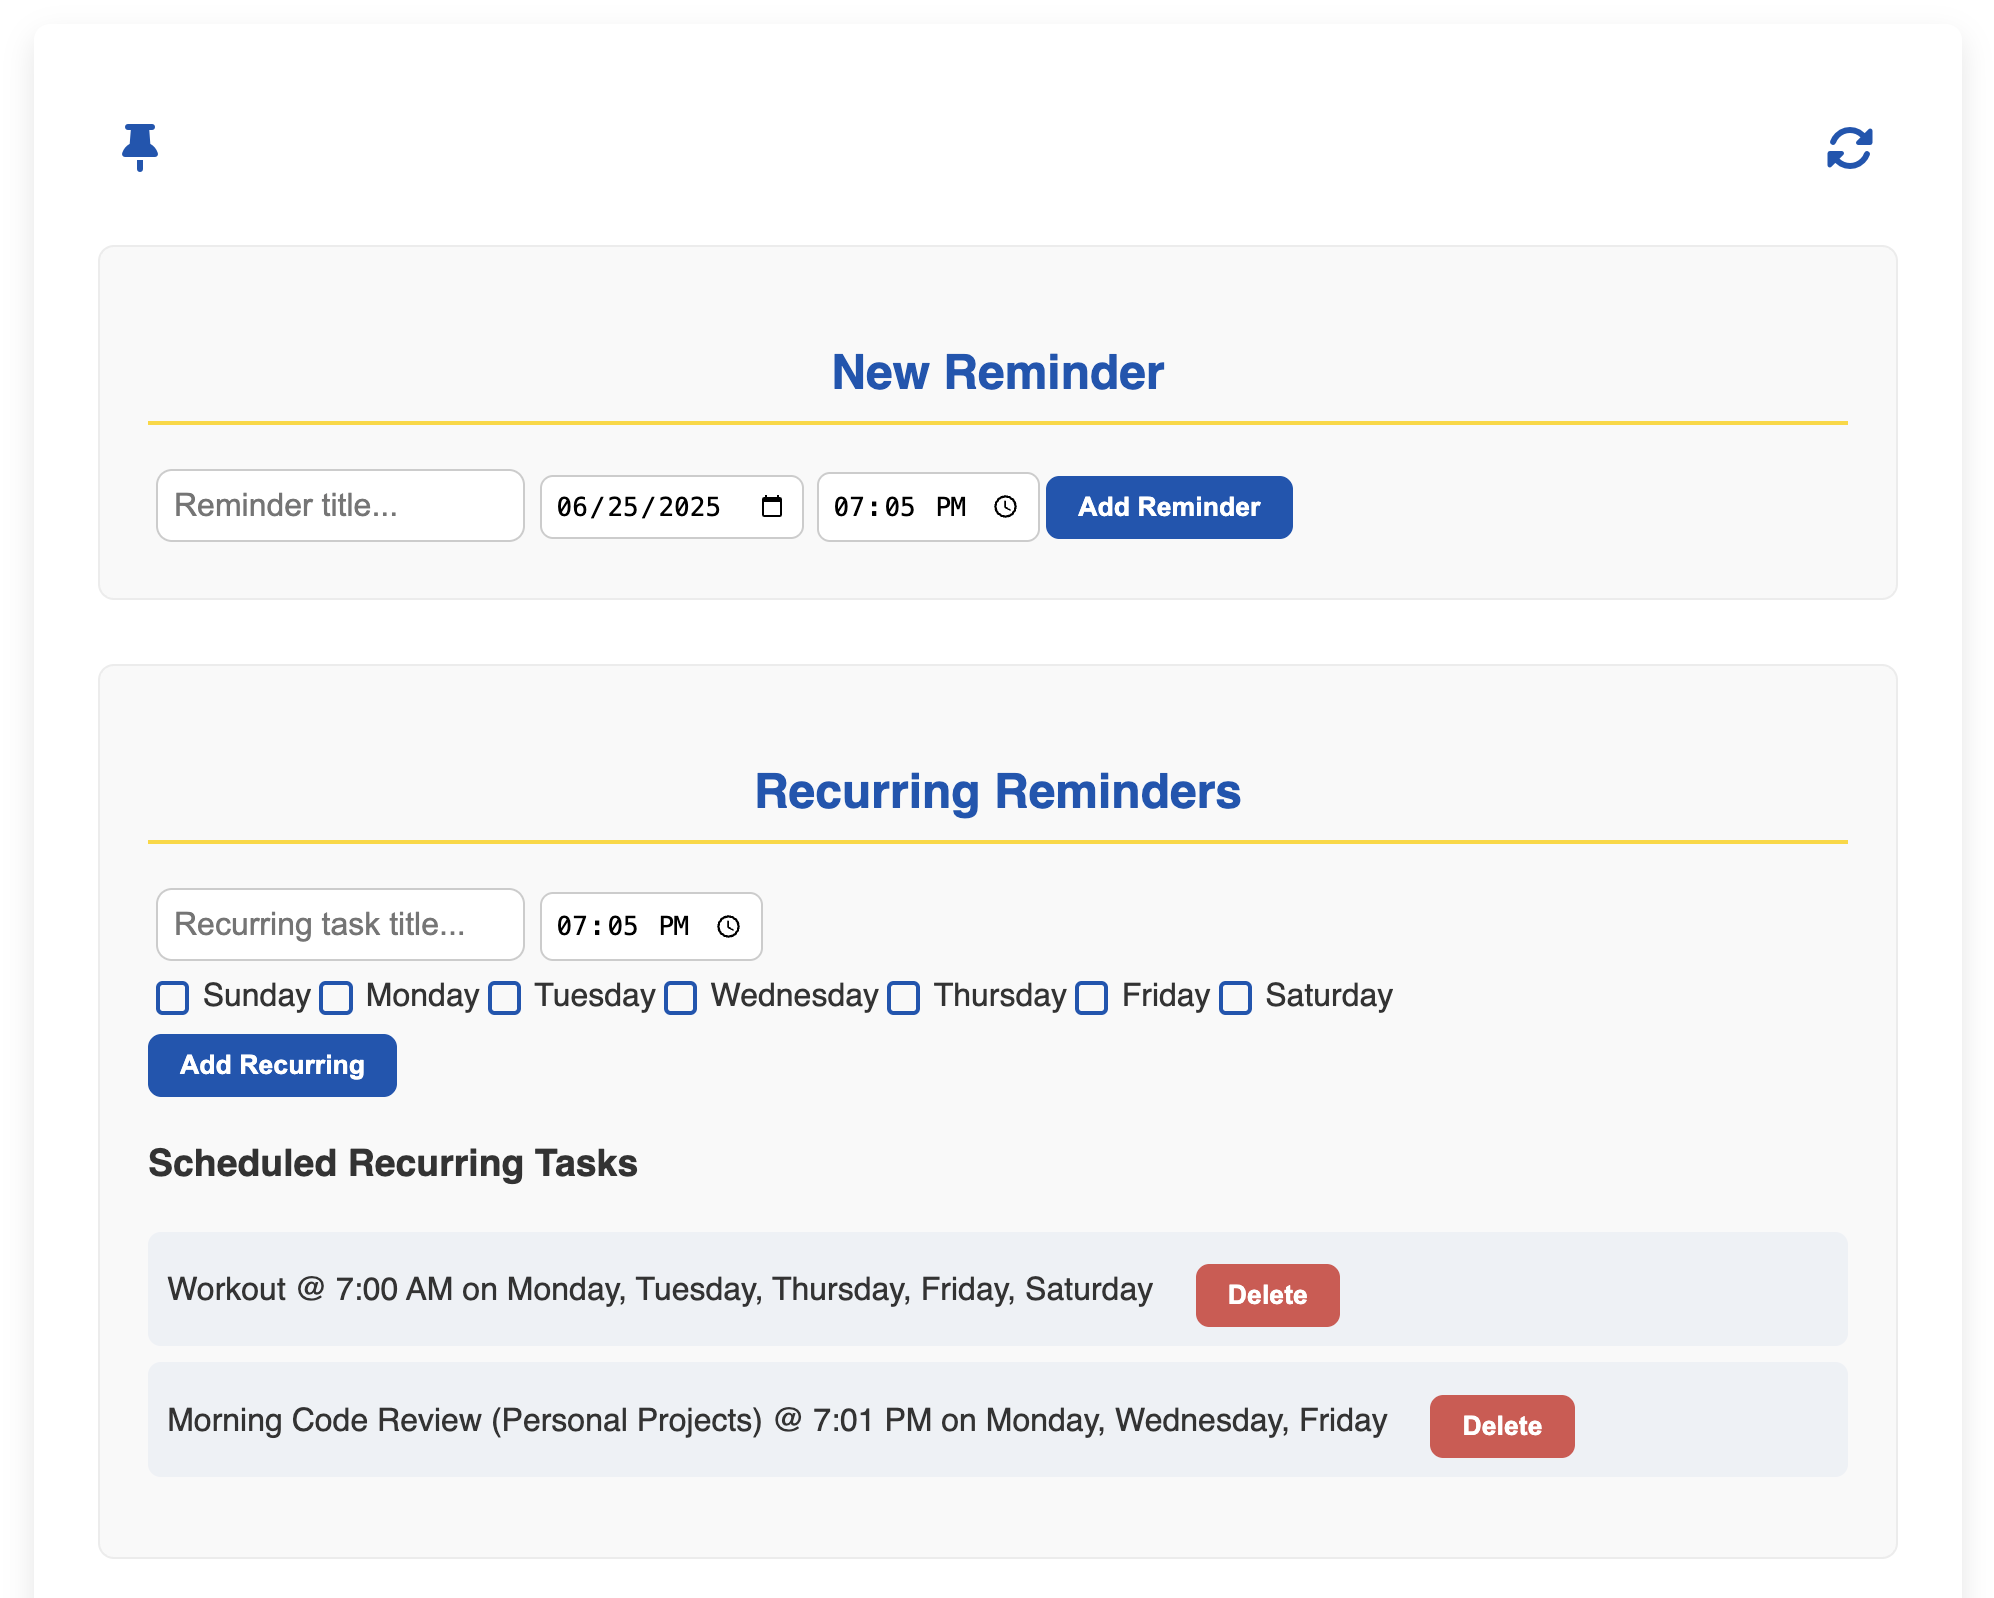 New Reminder
Reminder title... 06/25/2025 07:05 PM Add Reminder
Recurring Reminders
Recurring task title... 07:05 PM
Sunday Monday Tuesday Wednesday Thursday Friday Saturday
Add Recurring
Scheduled Recurring Tasks
Workout @ 7:00 AM on Monday, Tuesday, Thursday, Friday, Saturday Delete
Morning Code Review (Personal Projects) @ 7:01 PM on Monday, Wednesday, Friday Delete